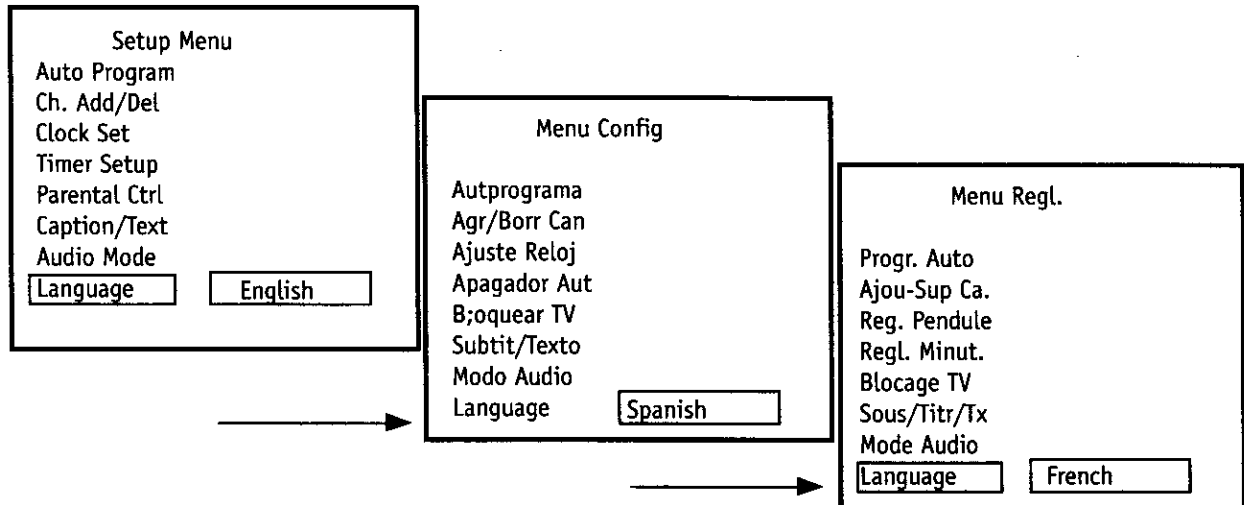 Setup Menu
Auto Program
Ch. Add/Del
Clock Set
Timer Setup
Parental Ctrl
Caption/Text
Audio Mode
Language English
Menu Config
Autprograma
Agr/Borr Can
Ajuste Reloj
Apagador Aut
B;oquear TV
Subtit/Texto
Modo Audio
Language Spanish
Menu Regl.
Progr. Auto
Ajou-Sup Ca.
Reg. Pendule
Regl. Minut.
Blocage TV
Sous/Titr/Tx
Mode Audio
Language French